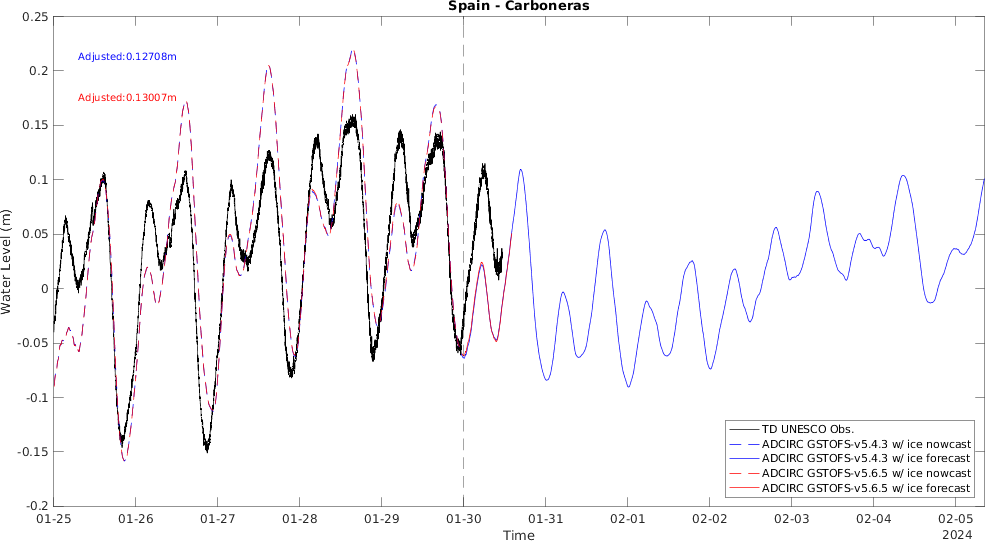 Spain - Carboneras
0.25
0.2
0.15
0.1
0.05
0
-0.05
-0.1
-0.15
-0.2
Water Level (m)
Adjusted:0.12708m
Adjusted:0.13007m
TD UNESCO Obs.
ADCIRC GSTOFS-v5.4.3 w/ ice nowcast
ADCIRC GSTOFS-v5.4.3 w/ ice forecast
ADCIRC GSTOFS-v5.6.5 w/ ice nowcast
ADCIRC GSTOFS-v5.6.5 w/ ice forecast
01-25 01-26 01-27 01-28 01-29 01-30 01-31 02-01 02-02 02-03 02-04 02-05
Time
2024